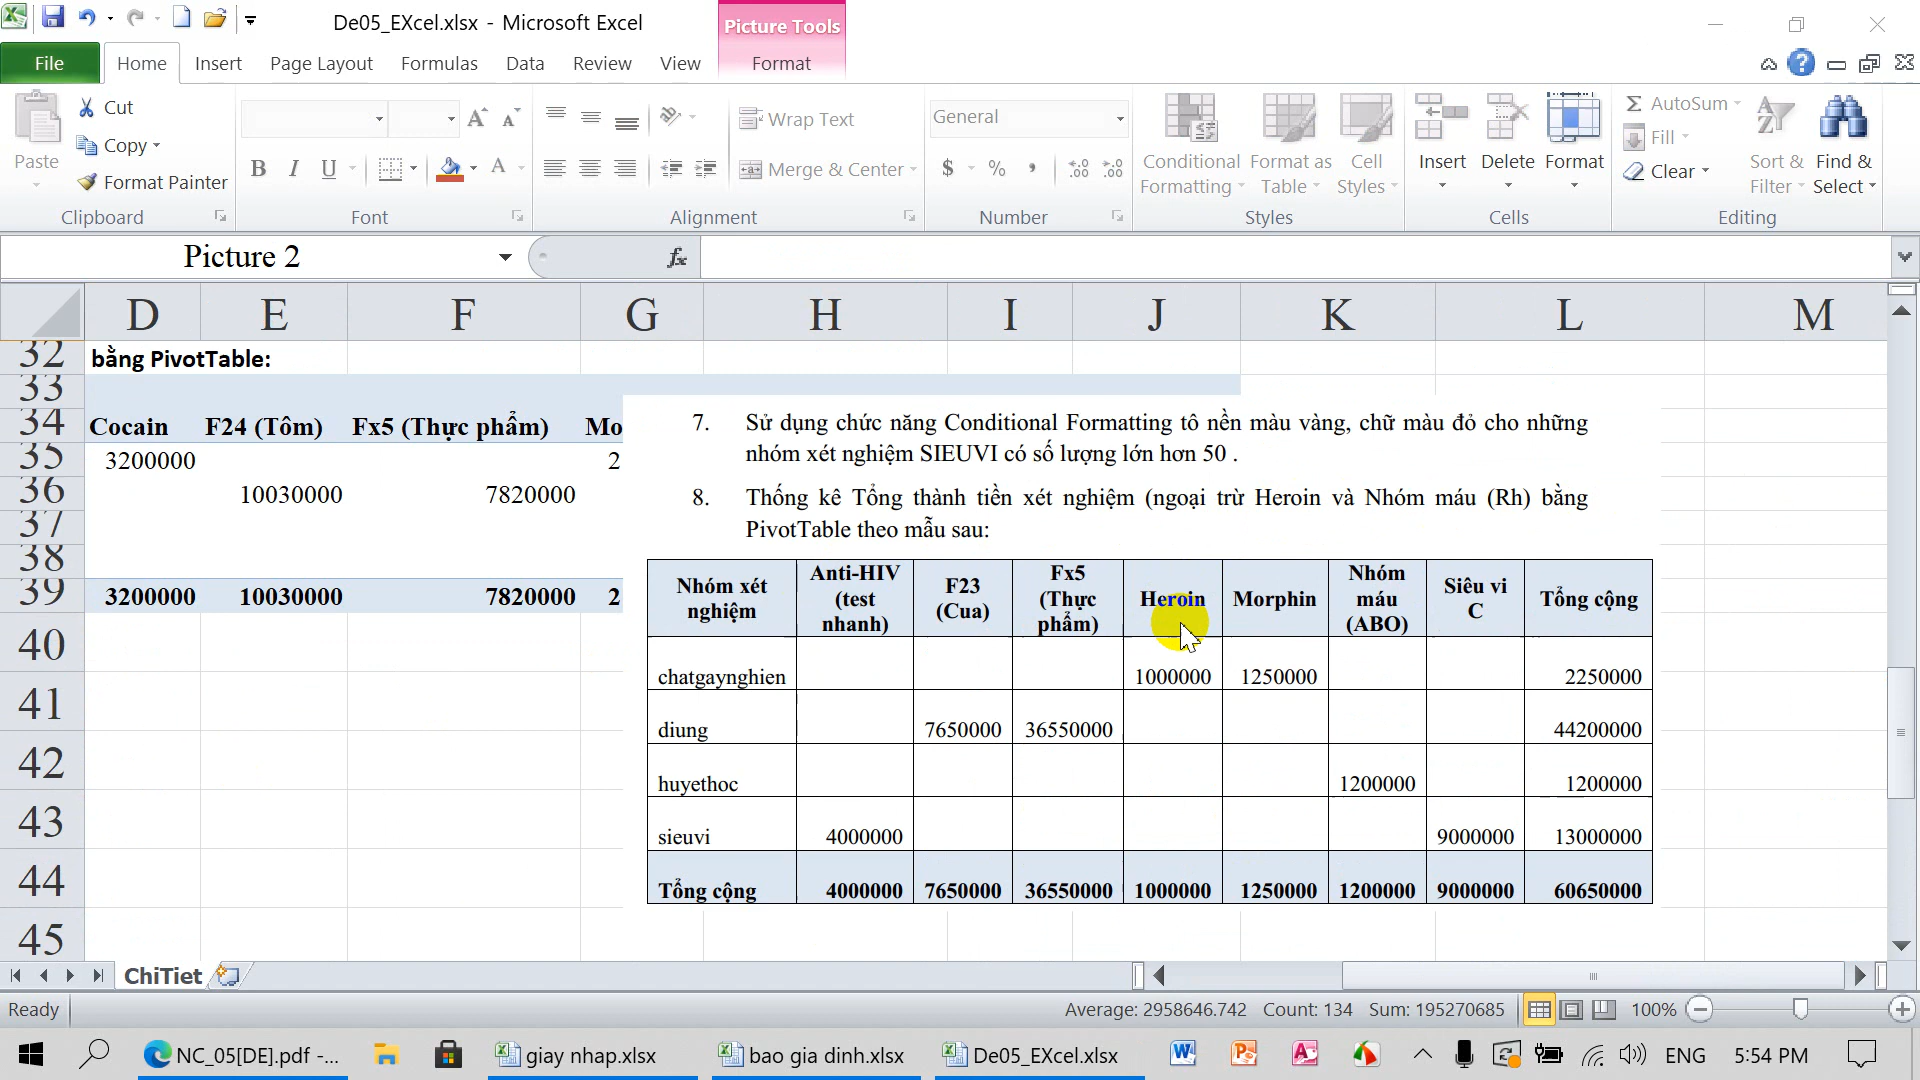 De05_EXcel.xlsx - Microsoft Excel
Picture Tools
File Home Insert Page Layout Formulas Data Review View Format
Paste
Cut
Copy
Format Painter
Clipboard
B I U A A A
Font
Wrap Text
Merge & Center
Alignment
General
$ % ,
Number
Conditional Formatting
Format as Table
Cell Styles
Styles
Insert Delete Format
Cells
Σ AutoSum
Fill
Clear
Sort & Filter
Find & Select
Editing
Picture 2
fx
D E F G H I J K L M
32 bằng PivotTable:
33
34 Cocain F24 (Tôm) Fx5 (Thực phẩm) Mo
35 3200000 2
36 10030000 7820000
37
38
39 3200000 10030000 7820000 2
40
41
42
43
44
45
7. Sử dụng chức năng Conditional Formatting tô nền màu vàng, chữ màu đỏ cho những
nhóm xét nghiệm SIEUVI có số lượng lớn hơn 50 .
8. Thống kê Tổng thành tiền xét nghiệm (ngoại trừ Heroin và Nhóm máu (Rh) bằng
PivotTable theo mẫu sau:
Nhóm xét nghiệm Anti-HIV (test nhanh) F23 (Cua) Fx5 (Thực phẩm) Heroin Morphin Nhóm máu (ABO) Siêu vi C Tổng cộng
chatgaynghien 1000000 1250000 2250000
diung 7650000 36550000 44200000
huyethoc 1200000 1200000
sieuvi 4000000 9000000 13000000
Tổng cộng 4000000 7650000 36550000 1000000 1250000 1200000 9000000 60650000
ChiTiet
Ready Average: 2958646.742 Count: 134 Sum: 195270685 100%
NC_05[DE].pdf -... giay nhap.xlsx bao gia dinh.xlsx De05_EXcel.xlsx ENG 5:54 PM